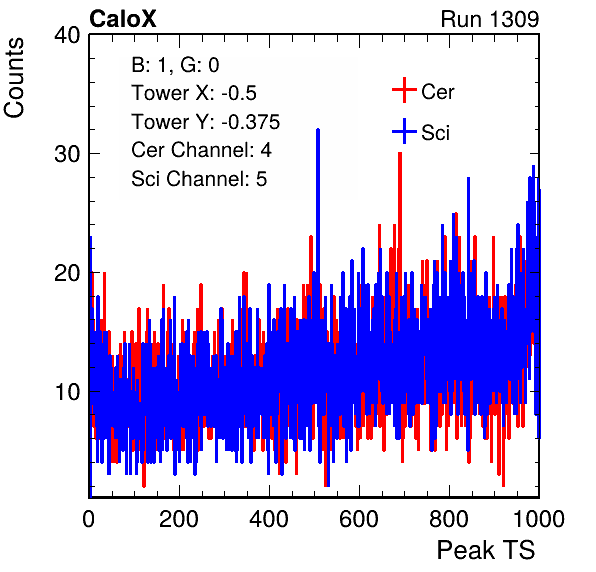 CaloX
Run 1309
Counts
40
30
20
10
B: 1, G: 0
Tower X: -0.5
Tower Y: -0.375
Cer Channel: 4
Sci Channel: 5
Cer
Sci
0
200
400
600
800
1000
Peak TS